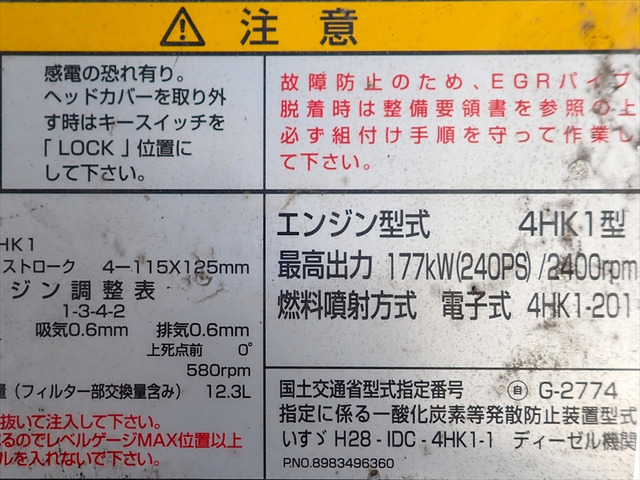 ⚠ 注意
感電の恐れ有り。
ヘッドカバーを取り外
す時はキースイッチを
「LOCK」位置に
して下さい。
故障防止のため、EGRパイプ
脱着時は整備要領書を参照の上
必ず組付け手順を守って作業し
て下さい。
HK1
ストローク 4ー115X125mm
ジン調整表
1-3-4-2
吸気0.6mm 排気0.6mm
上死点前 0°
580rpm
量(フィルター部交換量含み) 12.3L
抜いて注入して下さい。
るのでレベルゲージMAX位置以上
ルを入れないで下さい。
エンジン型式 4HK1型
最高出力 177kW(240PS)/2400rpm
燃料噴射方式 電子式 4HK1-201
国土交通省型式指定番号 自 G-2774
指定に係る一酸化炭素等発散防止装置型式
いすゞ H28-IDC-4HK1-1 ディーゼル機関
P.NO.8983496360